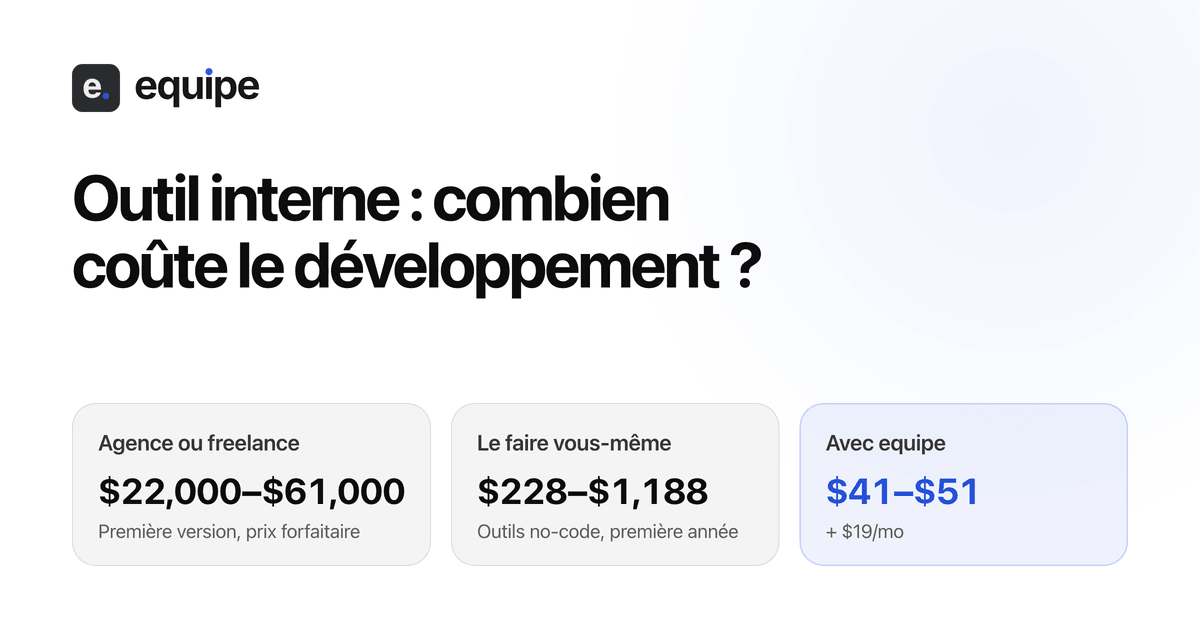 e.
equipe
Outil interne : combien
coûte le développement ?
Agence ou freelance
$22,000–$61,000
Première version, prix forfaitaire
Le faire vous-même
$228–$1,188
Outils no-code, première année
Avec equipe
$41–$51
+ $19/mo